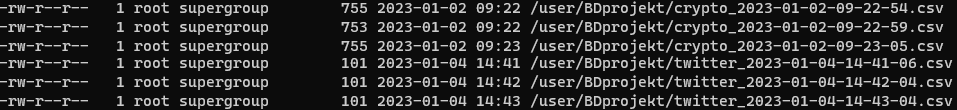 -rw-r--r-- 1 root supergroup 755 2023-01-02 09:22 /user/BDprojekt/crypto_2023-01-02-09-22-54.csv
-rw-r--r-- 1 root supergroup 753 2023-01-02 09:22 /user/BDprojekt/crypto_2023-01-02-09-22-59.csv
-rw-r--r-- 1 root supergroup 755 2023-01-02 09:23 /user/BDprojekt/crypto_2023-01-02-09-23-05.csv
-rw-r--r-- 1 root supergroup 101 2023-01-04 14:41 /user/BDprojekt/twitter_2023-01-04-14-41-06.csv
-rw-r--r-- 1 root supergroup 101 2023-01-04 14:42 /user/BDprojekt/twitter_2023-01-04-14-42-04.csv
-rw-r--r-- 1 root supergroup 101 2023-01-04 14:43 /user/BDprojekt/twitter_2023-01-04-14-43-04.csv